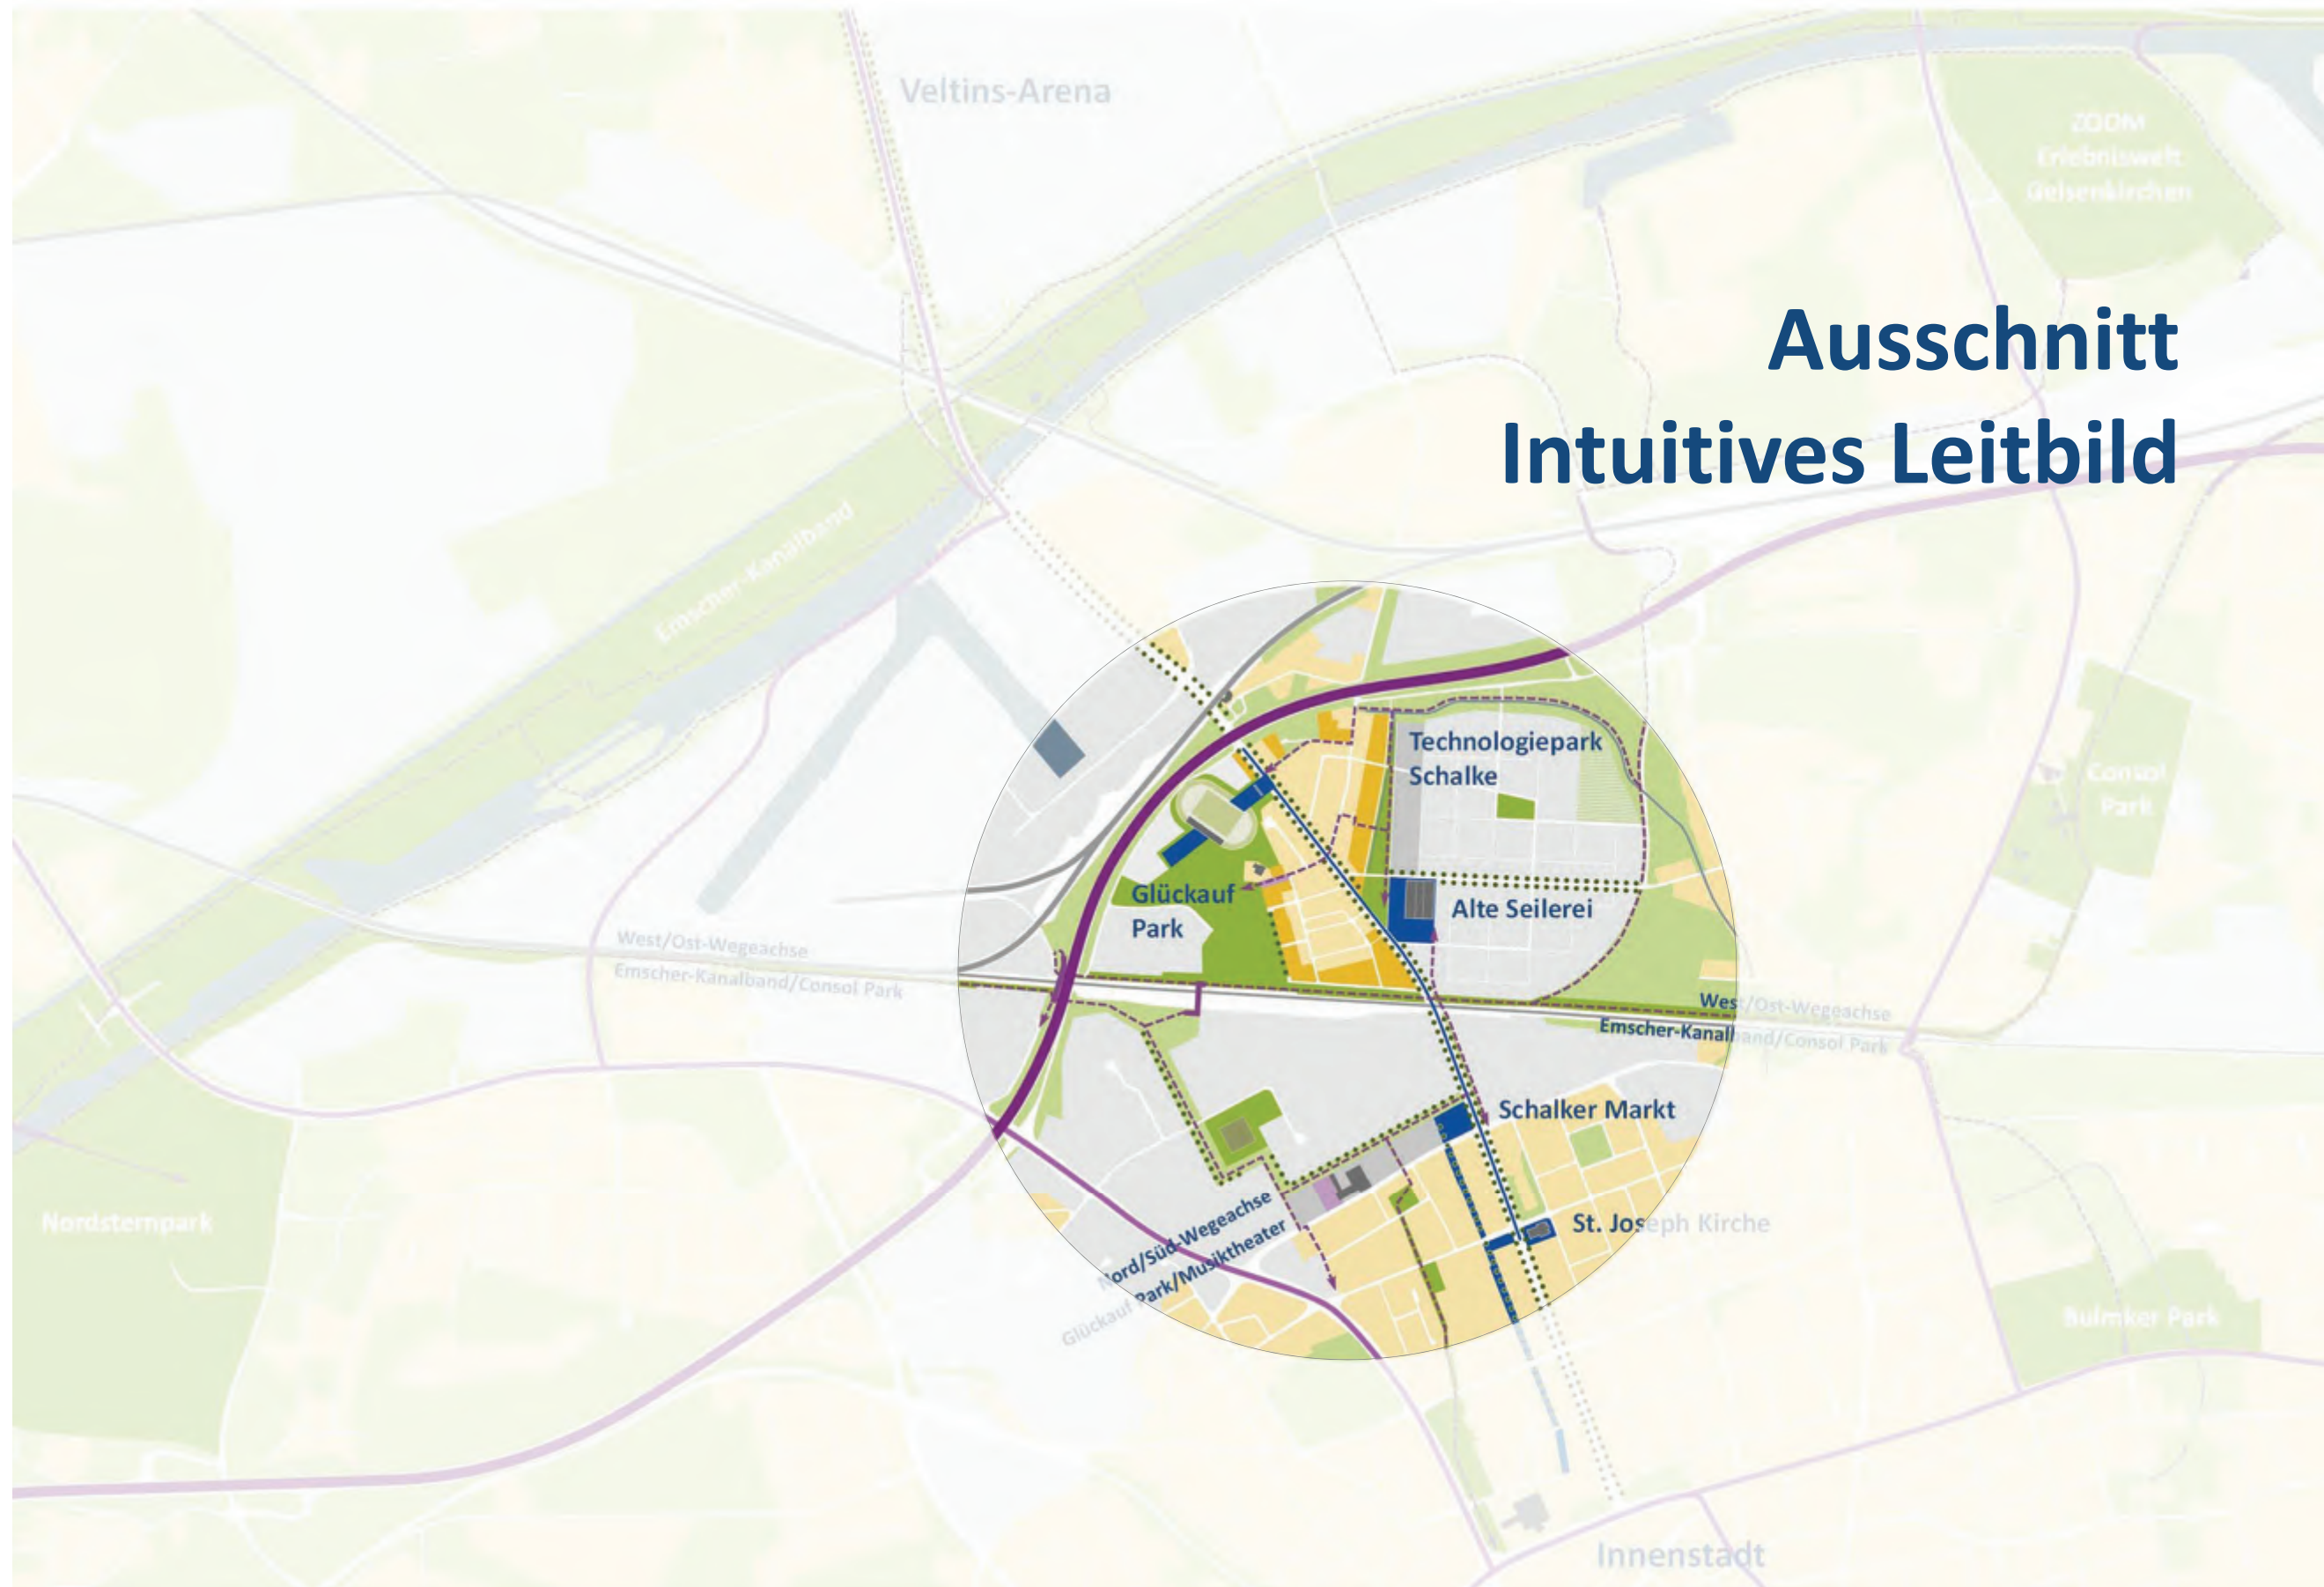 Veltins-Arena
ZOOM
Erlebniswelt
Gelsenkirchen
Ausschnitt
Intuitives Leitbild
Emscher-Kanalband
Technologiepark
Schalke
Consol
Park
Glückauf
Park
Alte Seilerei
West/Ost-Wegeachse
Emscher-Kanalband/Consol Park
West/Ost-Wegeachse
Emscher-Kanalband/Consol Park
Schalker Markt
Nordsternpark
Nord/Süd-Wegeachse
Glückauf Park/Musiktheater
St. Joseph Kirche
Bulmker Park
Innenstadt